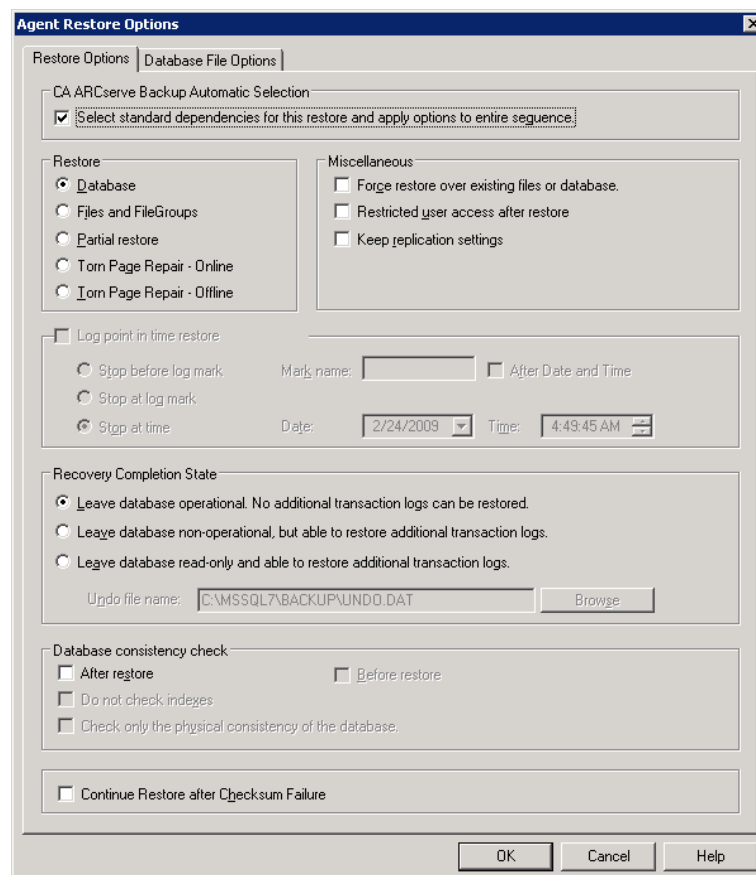 Agent Restore Options
Restore Options Database File Options
CA ARCserve Backup Automatic Selection
Select standard dependencies for this restore and apply options to entire sequence.
Restore
Database
Files and FileGroups
Partial restore
Torn Page Repair - Online
Torn Page Repair - Offline
Miscellaneous
Force restore over existing files or database.
Restricted user access after restore
Keep replication settings
Log point in time restore
Stop before log mark Mark name: After Date and Time
Stop at log mark
Stop at time Date: 2/24/2009 Time: 4:49:45 AM
Recovery Completion State
Leave database operational. No additional transaction logs can be restored.
Leave database non-operational, but able to restore additional transaction logs.
Leave database read-only and able to restore additional transaction logs.
Undo file name: C:\MSSQL7\BACKUP\UNDO.DAT Browse
Database consistency check
After restore Before restore
Do not check indexes
Check only the physical consistency of the database.
Continue Restore after Checksum Failure
OK Cancel Help